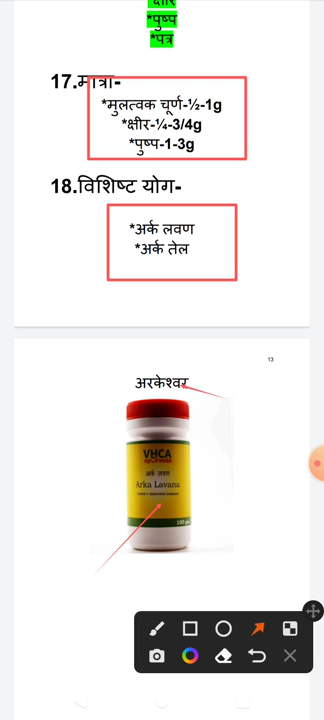 *क्षीर
*पुष्प
*पत्र
17.मात्रा-
*मुलत्वक चूर्ण-½-1g
*क्षीर-¼-3/4g
*पुष्प-1-3g
18.विशिष्ट योग-
*अर्क लवण
*अर्क तेल
13
अरकेश्वर
VHCA
ayurveda
अर्क लवण
Arka Lavana
100 gm.